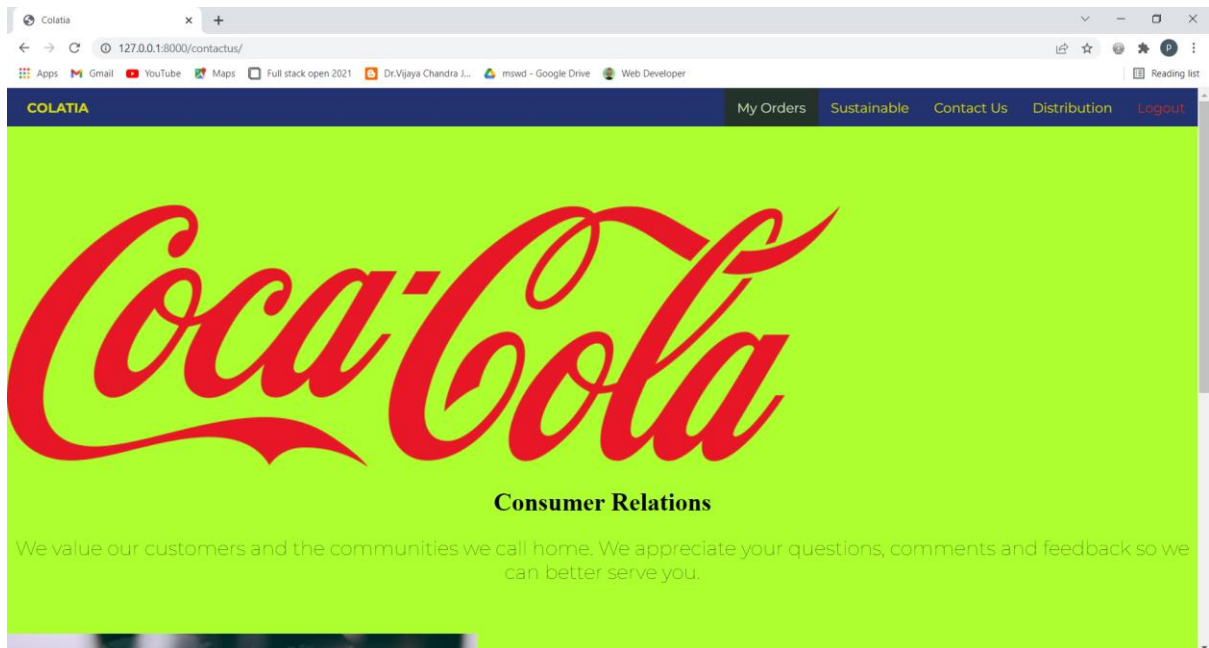 Colatia
127.0.0.1:8000/contactus/
Apps Gmail YouTube Maps Full stack open 2021 Dr.Vijaya Chandra J... mswd - Google Drive Web Developer Reading list
P
COLATIA My Orders Sustainable Contact Us Distribution Logout
Coca-Cola
Consumer Relations
We value our customers and the communities we call home. We appreciate your questions, comments and feedback so we
can better serve you.